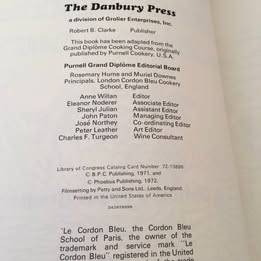 The Danbury Press
a division of Grolier Enterprises, Inc.
Robert B. Clarke Publisher
This book has been adapted from the
Grand Diplôme Cooking Course, originally
published by Purnell Cookery, U.S.A.
Purnell Grand Diplôme Editorial Board
Rosemary Hume and Muriel Downes
Principals, London Cordon Bleu Cookery
School, England
Anne Willan Editor
Eleanor Noderer Associate Editor
Sheryl Julian Assistant Editor
John Paton Managing Editor
José Northey Co-ordinating Editor
Peter Leather Art Editor
Charles F. Turgeon Wine Consultant
Library of Congress Catalog Card Number
© B.P.C. Publishing, 1971, and
© Phoebus Publishing, 1972.
Filmsetting by Petty and Sons Ltd., Leeds, England.
Printed in the United States of America
'Le Cordon Bleu, the Cordon Bleu
School of Paris, the owner of the
trademark and service mark "Le
Cordon Bleu" registered in the United